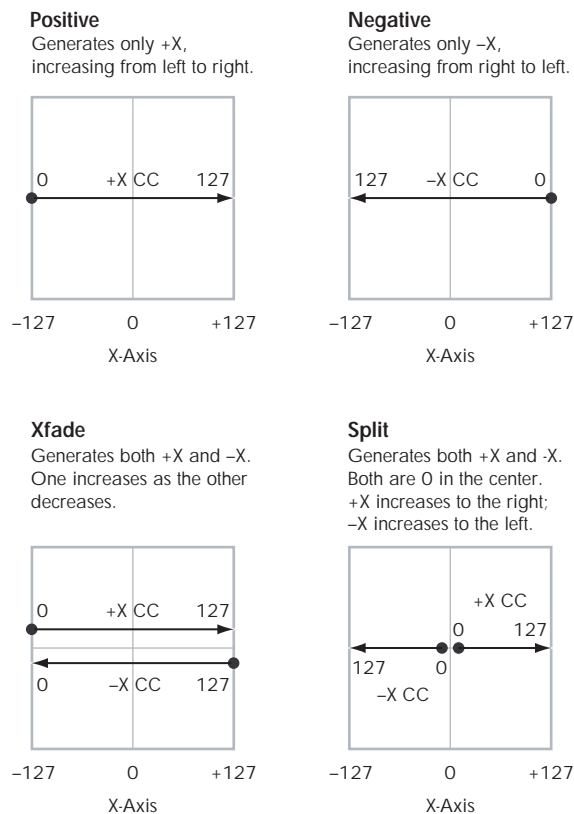 Positive
Generates only +X,
increasing from left to right.
0 +X CC 127
–127 0 +127
X-Axis
Negative
Generates only –X,
increasing from right to left.
127 –X CC 0
–127 0 +127
X-Axis
Xfade
Generates both +X and –X.
One increases as the other
decreases.
0 +X CC 127
0 –X CC 127
–127 0 +127
X-Axis
Split
Generates both +X and -X.
Both are 0 in the center.
+X increases to the right;
–X increases to the left.
+X CC
0 127
127 0
–X CC
–127 0 +127
X-Axis